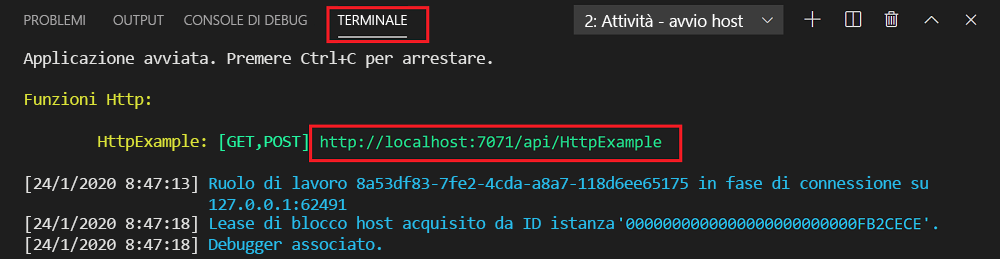 PROBLEMI OUTPUT CONSOLE DI DEBUG TERMINALE 2: Attività - avvio host
Applicazione avviata. Premere Ctrl+C per arrestare.
Funzioni Http:
HttpExample: [GET,POST] http://localhost:7071/api/HttpExample
[24/1/2020 8:47:13] Ruolo di lavoro 8a53df83-7fe2-4cda-a8a7-118d6ee65175 in fase di connessione su
127.0.0.1:62491
[24/1/2020 8:47:18] Lease di blocco host acquisito da ID istanza'000000000000000000000000FB2CECE'.
[24/1/2020 8:47:18] Debugger associato.